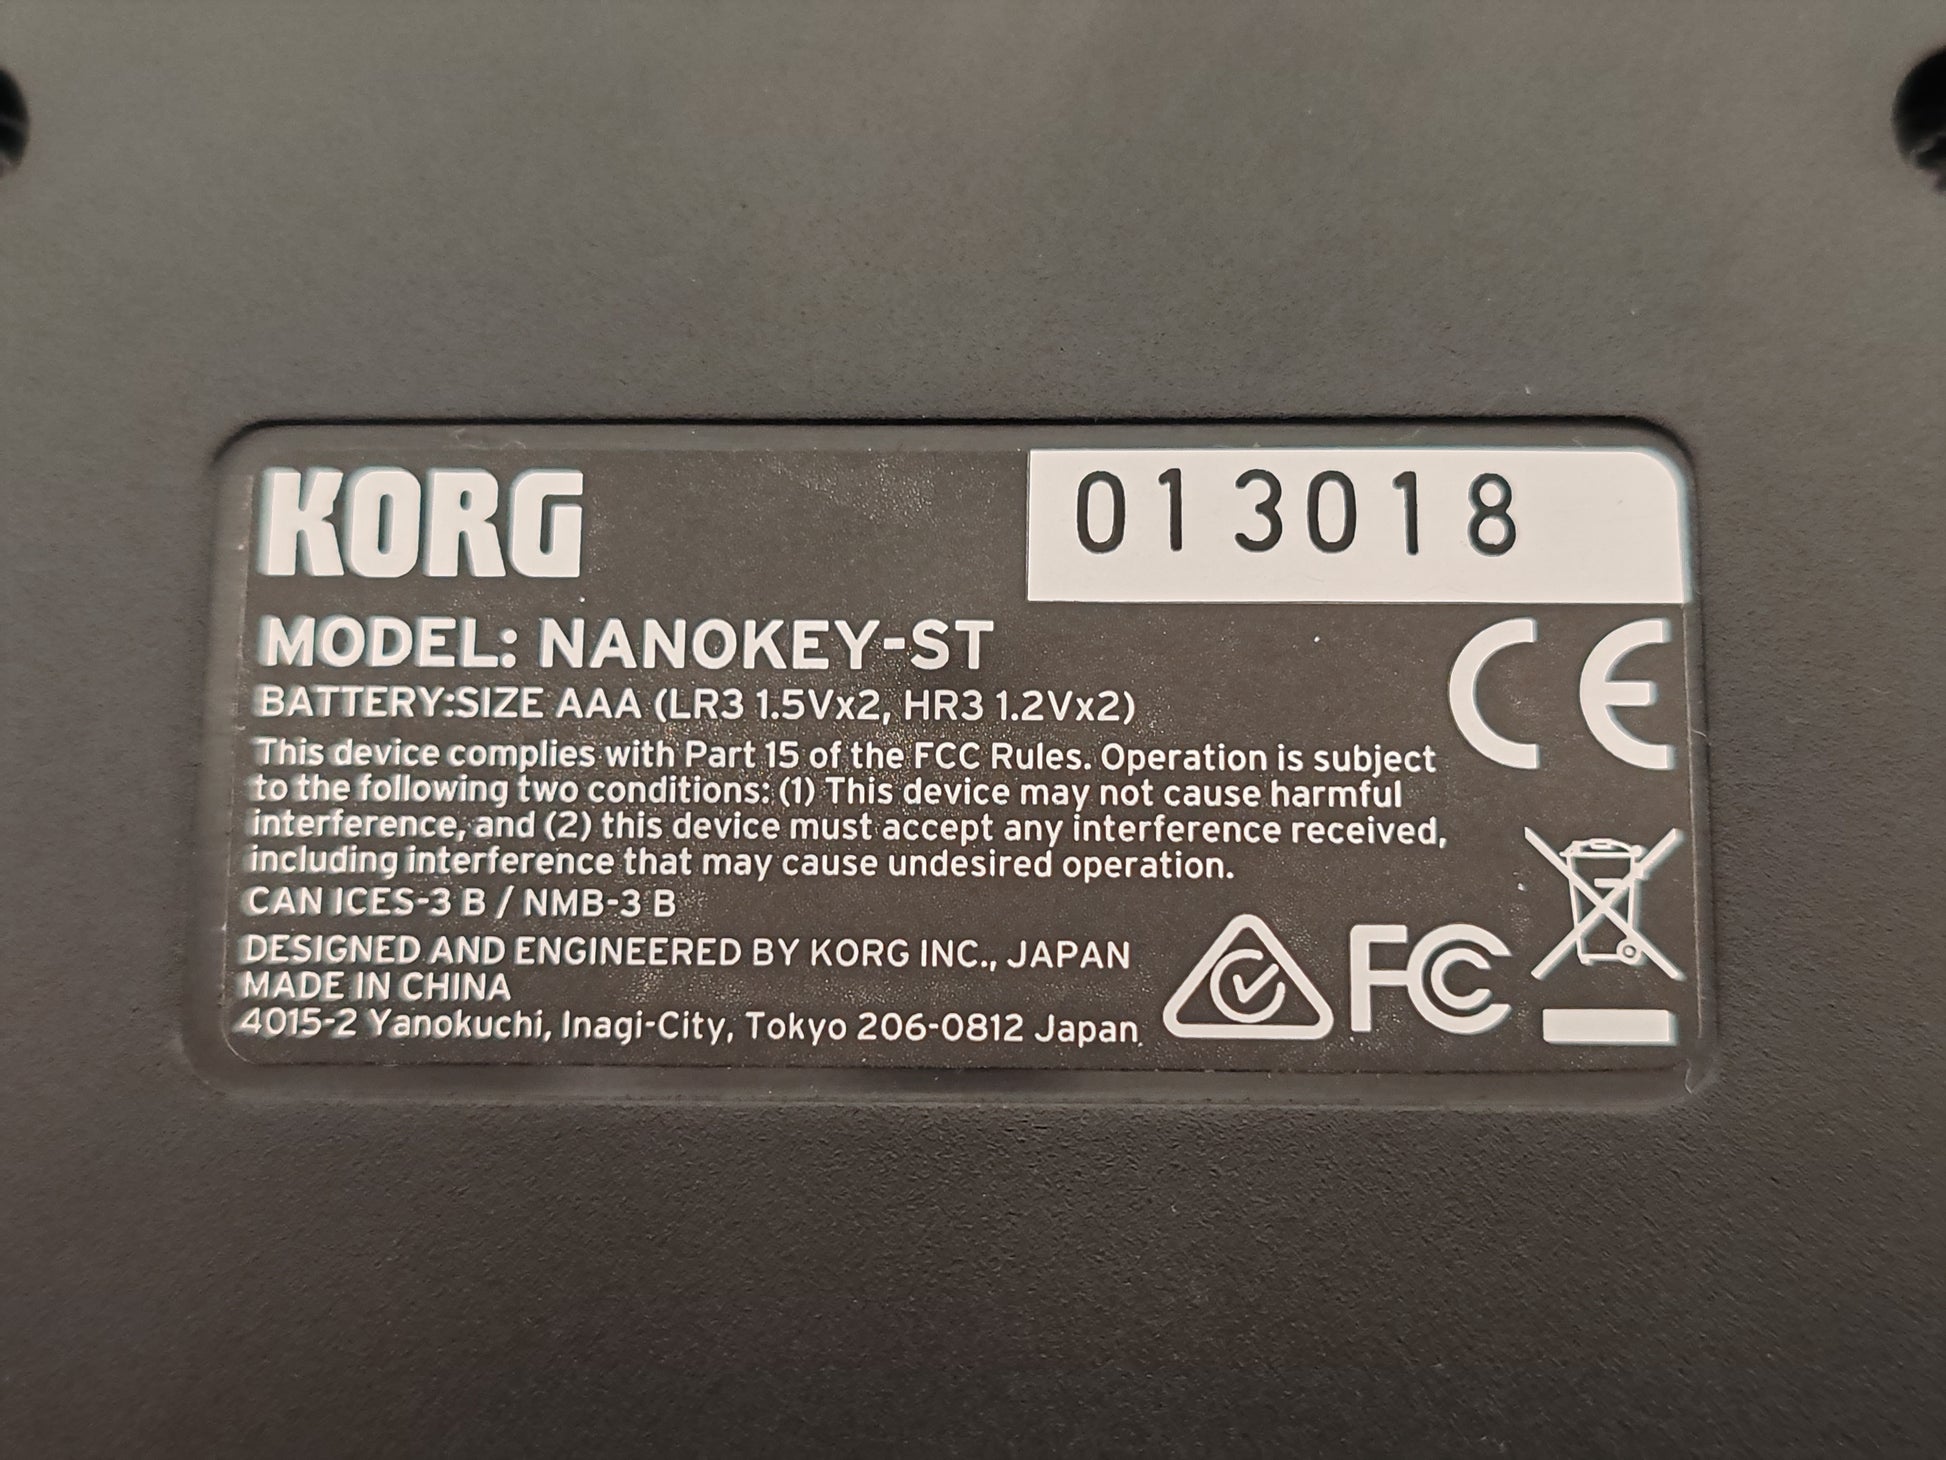 KORG
013018
MODEL: NANOKEY-ST
BATTERY:SIZE AAA (LR3 1.5Vx2, HR3 1.2Vx2)
This device complies with Part 15 of the FCC Rules. Operation is subject
to the following two conditions: (1) This device may not cause harmful
interference, and (2) this device must accept any interference received,
including interference that may cause undesired operation.
CAN ICES-3 B / NMB-3 B
DESIGNED AND ENGINEERED BY KORG INC., JAPAN
MADE IN CHINA
4015-2 Yanokuchi, Inagi-City, Tokyo 206-0812 Japan.
CE
FC